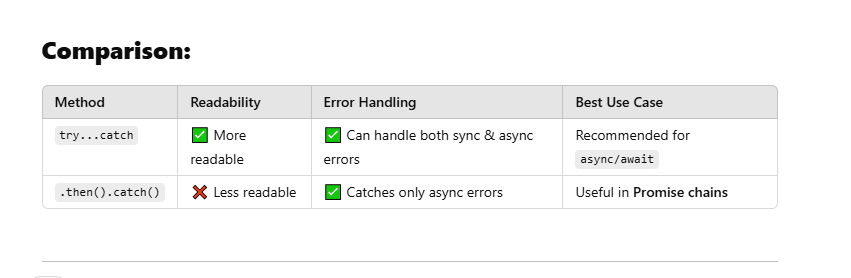 Comparison:
Method Readability Error Handling Best Use Case
try...catch ✅ More readable ✅ Can handle both sync & async errors Recommended for async/await
.then().catch() ❌ Less readable ✅ Catches only async errors Useful in Promise chains